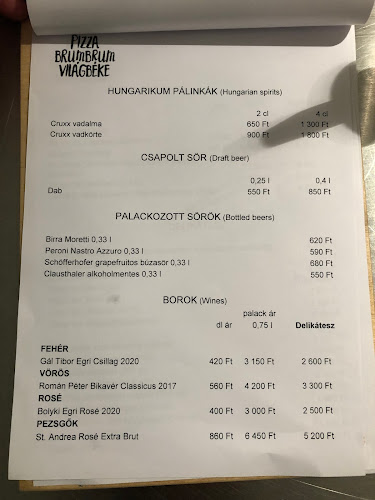 PIZZA
BRUMBRUM
VILÁGBÉKE
HUNGARIKUM PÁLINKÁK (Hungarian spirits)
2 cl 4 cl
Cruxx vadalma 650 Ft 1 300 Ft
Cruxx vadkörte 900 Ft 1 800 Ft
CSAPOLT SÖR (Draft beer)
0,25 l 0,4 l
Dab 550 Ft 850 Ft
PALACKOZOTT SÖRÖK (Bottled beers)
Birra Moretti 0,33 l 620 Ft
Peroni Nastro Azzuro 0,33 l 590 Ft
Schöfferhofer grapefruitos búzasör 0,33 l 680 Ft
Clausthaler alkoholmentes 0,33 l 550 Ft
BOROK (Wines)
palack ár
dl ár 0,75 l Delikátesz
FEHÉR
Gál Tibor Egri Csillag 2020 420 Ft 3 150 Ft 2 600 Ft
VÖRÖS
Román Péter Bikavér Classicus 2017 560 Ft 4 200 Ft 3 300 Ft
ROSÉ
Bolyki Egri Rosé 2020 400 Ft 3 000 Ft 2 500 Ft
PEZSGŐK
St. Andrea Rosé Extra Brut 860 Ft 6 450 Ft 5 200 Ft